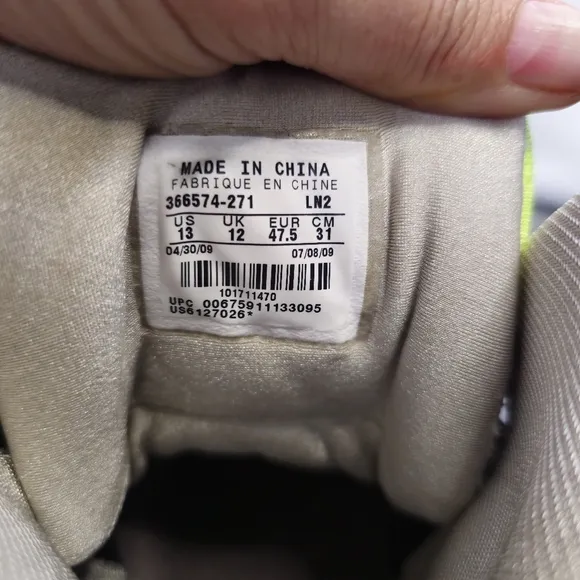 MADE IN CHINA
FABRIQUE EN CHINE
366574-271 LN2
US UK EUR CM
13 12 47.5 31
04/30/09 07/08/09
101711470
UPC 00675911133095
US6127026*